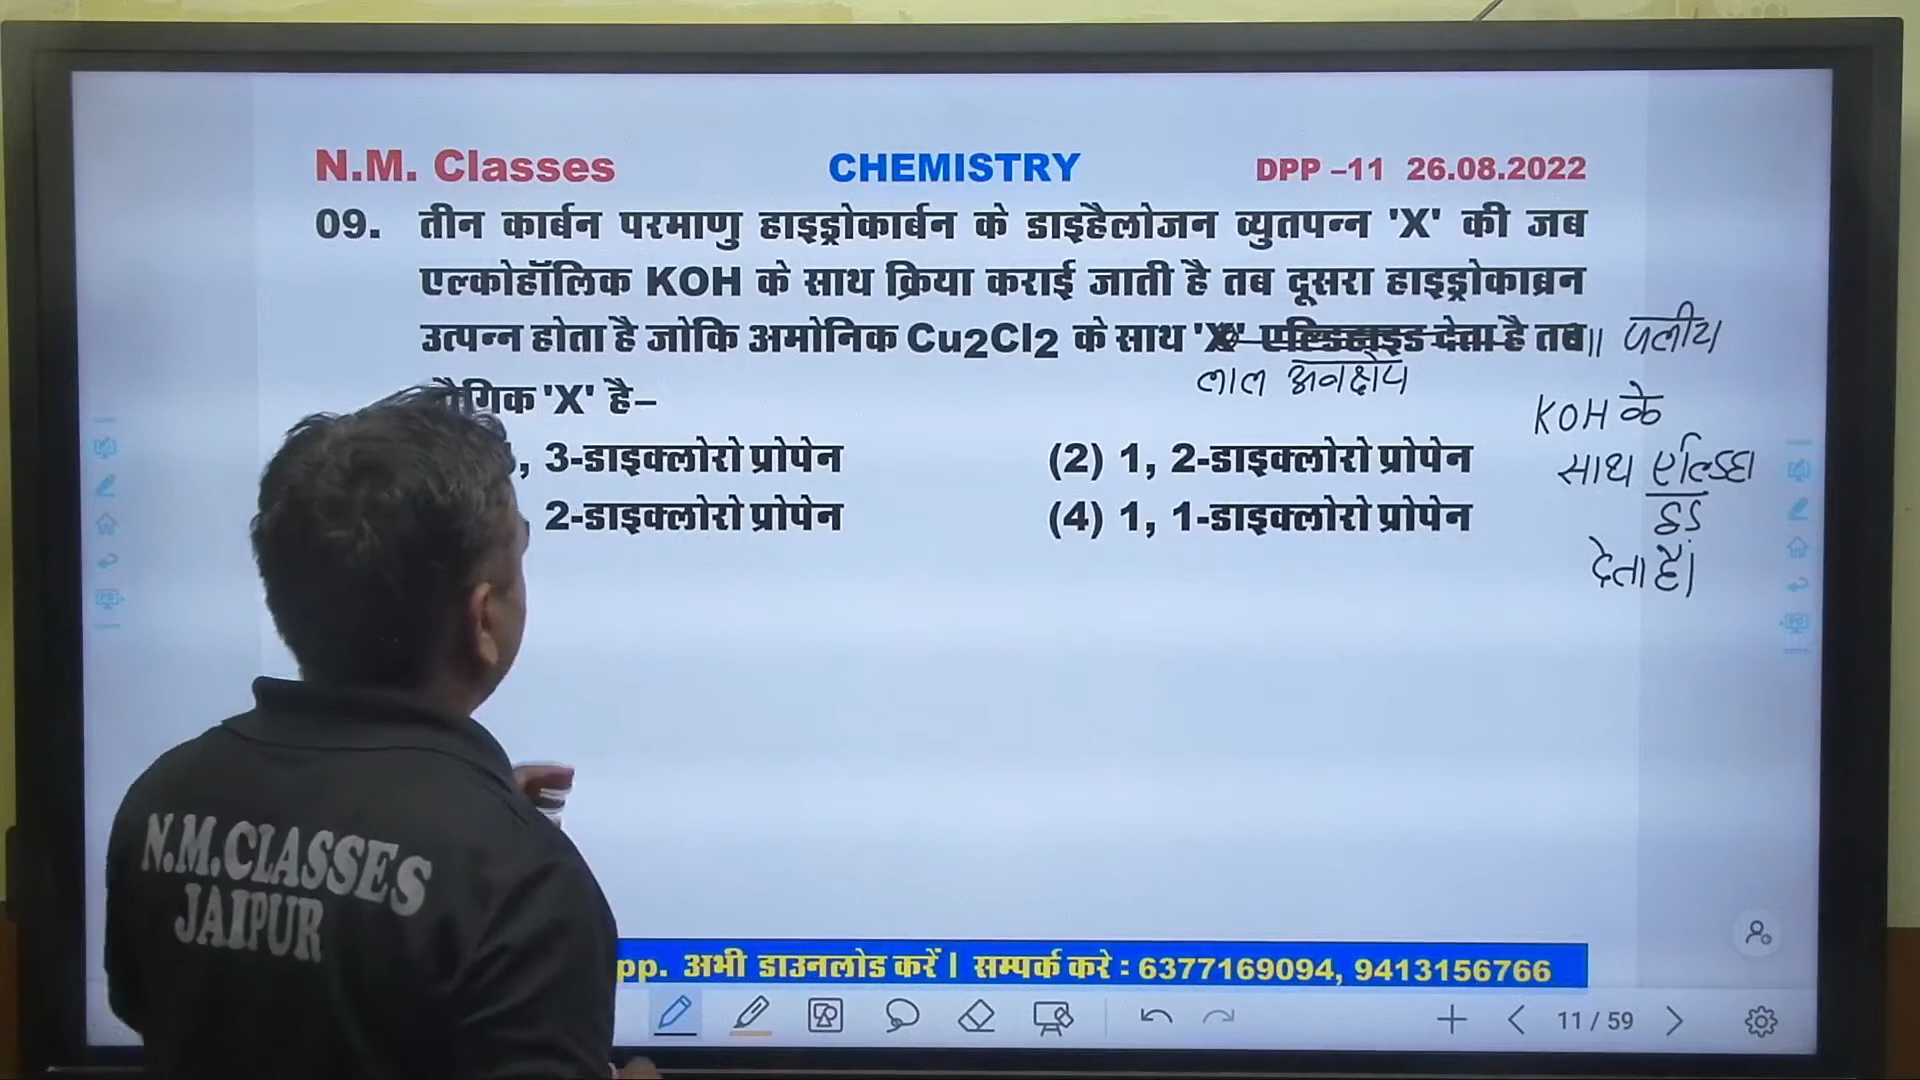 N.M. Classes CHEMISTRY DPP –11 26.08.2022
09. तीन कार्बन परमाणु हाइड्रोकार्बन के डाइहैलोजन व्युतपन्न 'X' की जब
एल्कोहॉलिक KOH के साथ क्रिया कराई जाती है तब दूसरा हाइड्रोकाब्रन
उत्पन्न होता है जोकि अमोनिक Cu2Cl2 के साथ 'X' एल्डिहाइड देता है तब ॥ जलीय
लाल अवक्षेप
यौगिक 'X' है–
KOH के
, 3-डाइक्लोरो प्रोपेन (2) 1, 2-डाइक्लोरो प्रोपेन
साथ एल्डिहा
, 2-डाइक्लोरो प्रोपेन (4) 1, 1-डाइक्लोरो प्रोपेन
इड
देता है।
N.M.CLASSES
JAIPUR
pp. अभी डाउनलोड करें। सम्पर्क करे : 6377169094, 9413156766
11 / 59